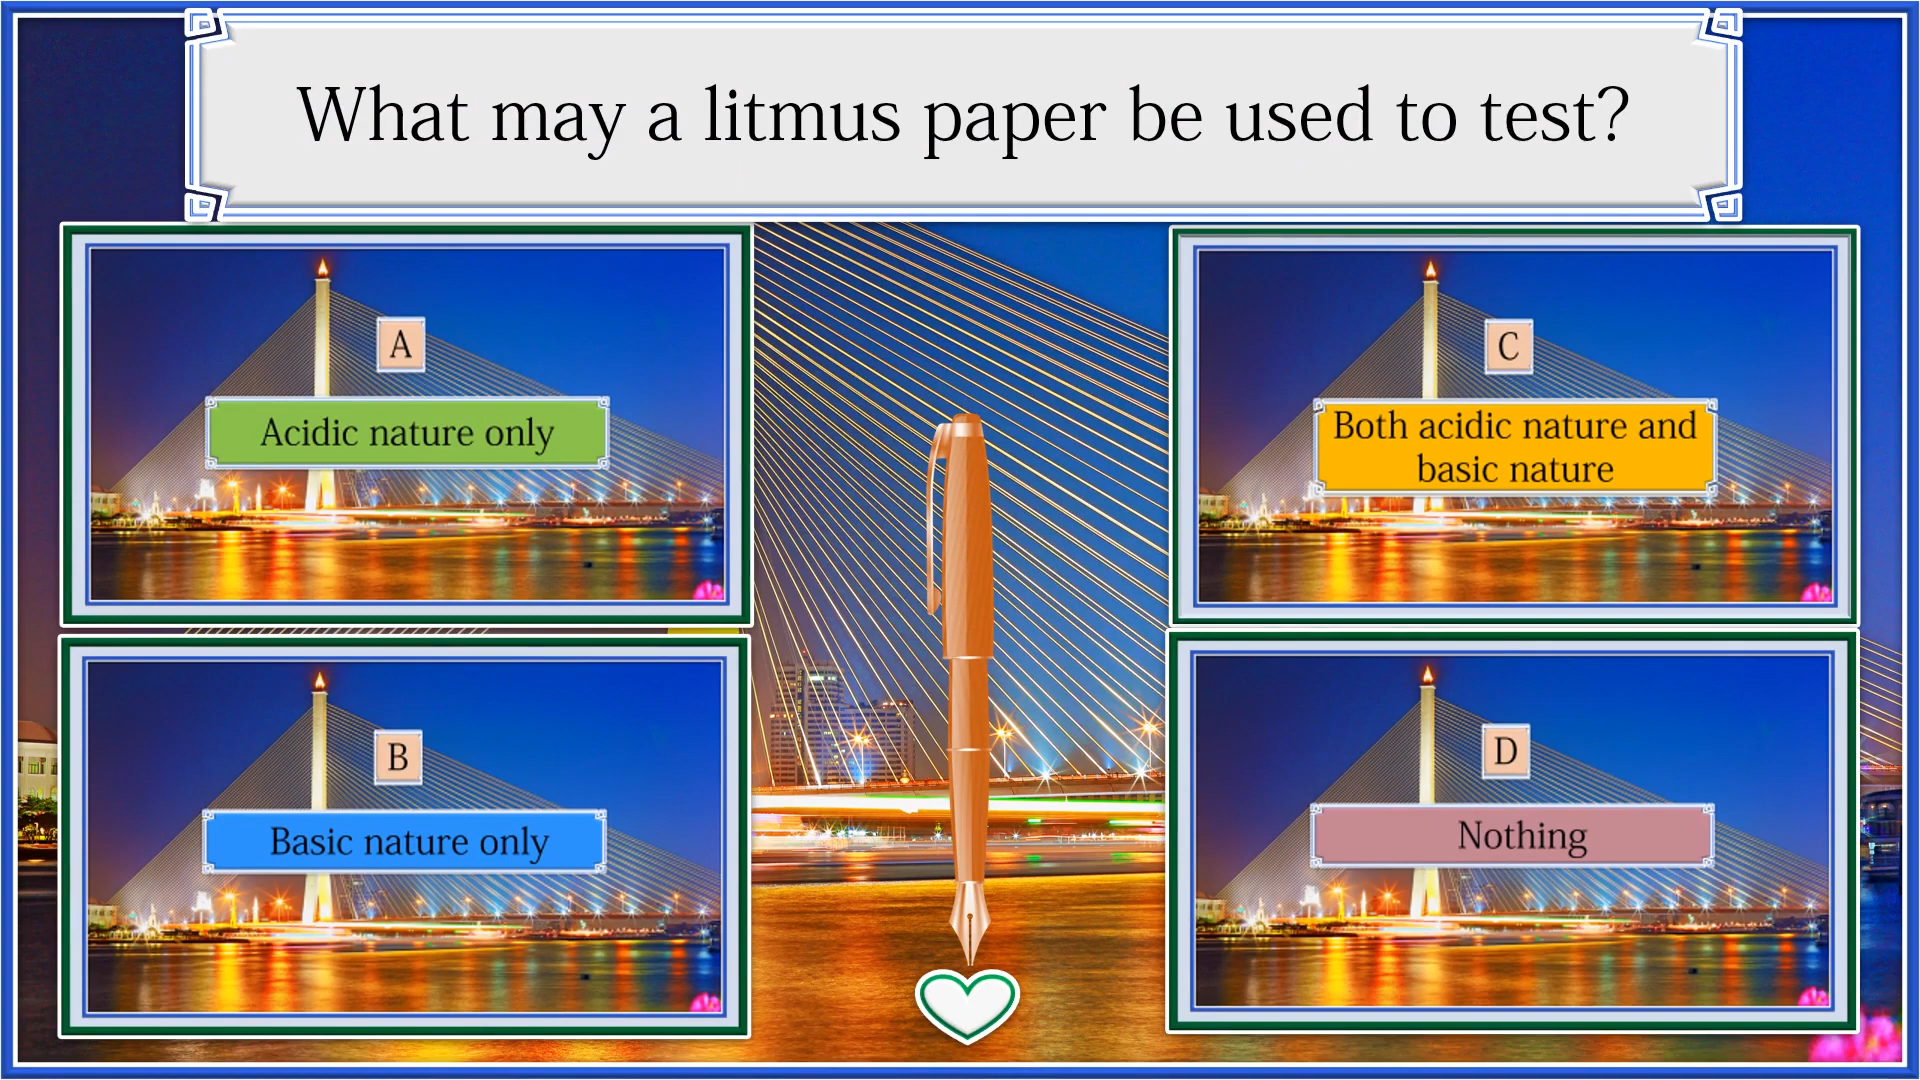 What may a litmus paper be used to test?
A
Acidic nature only
B
Basic nature only
C
Both acidic nature and
basic nature
D
Nothing